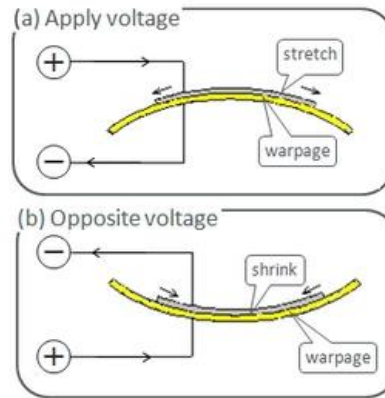 (a) Apply voltage
+
stretch
warpage
−
(b) Opposite voltage
−
shrink
+
warpage